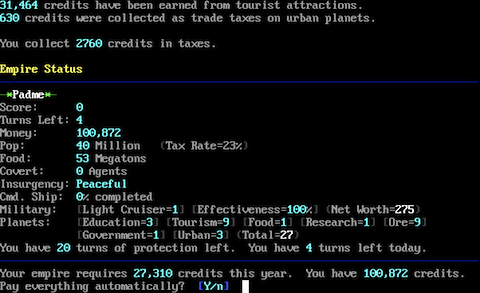 31,464 credits have been earned from tourist attractions.
630 credits were collected as trade taxes on urban planets.
You collect 2760 credits in taxes.
Empire Status
─*Padme*─
Score: 0
Turns Left: 4
Money: 100,872
Pop: 40 Million (Tax Rate=23%)
Food: 53 Megatons
Covert: 0 Agents
Insurgency: Peaceful
Cmd. Ship: 0% completed
Military: [Light Cruiser=1] [Effectiveness=100%] (Net Worth=275)
Planets: [Education=3] [Tourism=9] [Food=1] [Research=1] [Ore=9]
[Government=1] [Urban=3] (Total=27)
You have 20 turns of protection left. You have 4 turns left today.
Your empire requires 27,310 credits this year. You have 100,872 credits.
Pay everything automatically? [Y/n]